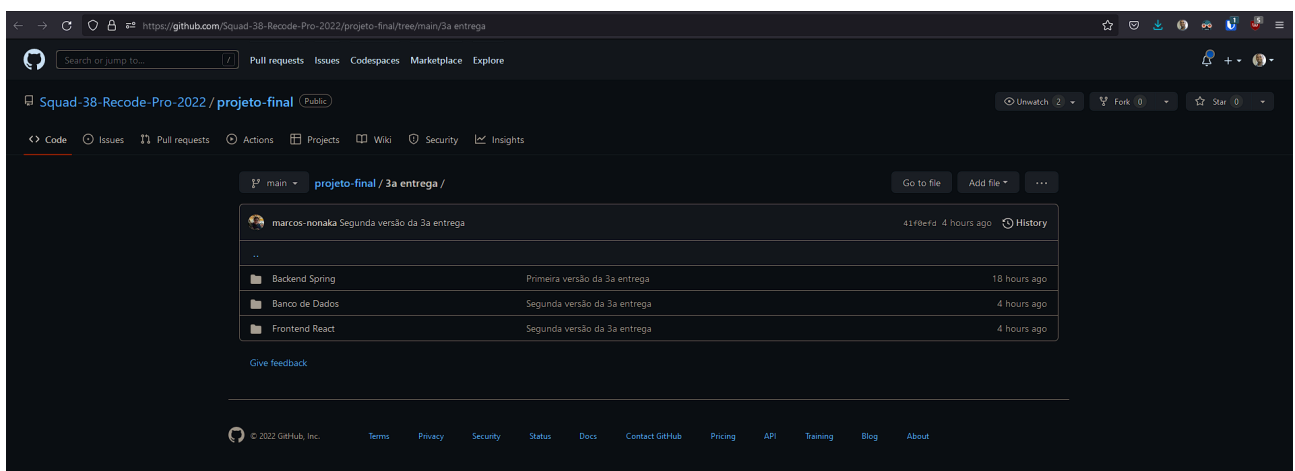 https://github.com/Squad-38-Recode-Pro-2022/projeto-final/tree/main/3a entrega
1
5
Search or jump to... /
Pull requests Issues Codespaces Marketplace Explore
Squad-38-Recode-Pro-2022 / projeto-final Public
Unwatch 2 Fork 0 Star 0
Code Issues Pull requests Actions Projects Wiki Security Insights
main projeto-final / 3a entrega / Go to file Add file ...
marcos-nonaka Segunda versão da 3a entrega 41f0efd 4 hours ago History
..
Backend Spring Primeira versão da 3a entrega 18 hours ago
Banco de Dados Segunda versão da 3a entrega 4 hours ago
Frontend React Segunda versão da 3a entrega 4 hours ago
Give feedback
© 2022 GitHub, Inc. Terms Privacy Security Status Docs Contact GitHub Pricing API Training Blog About